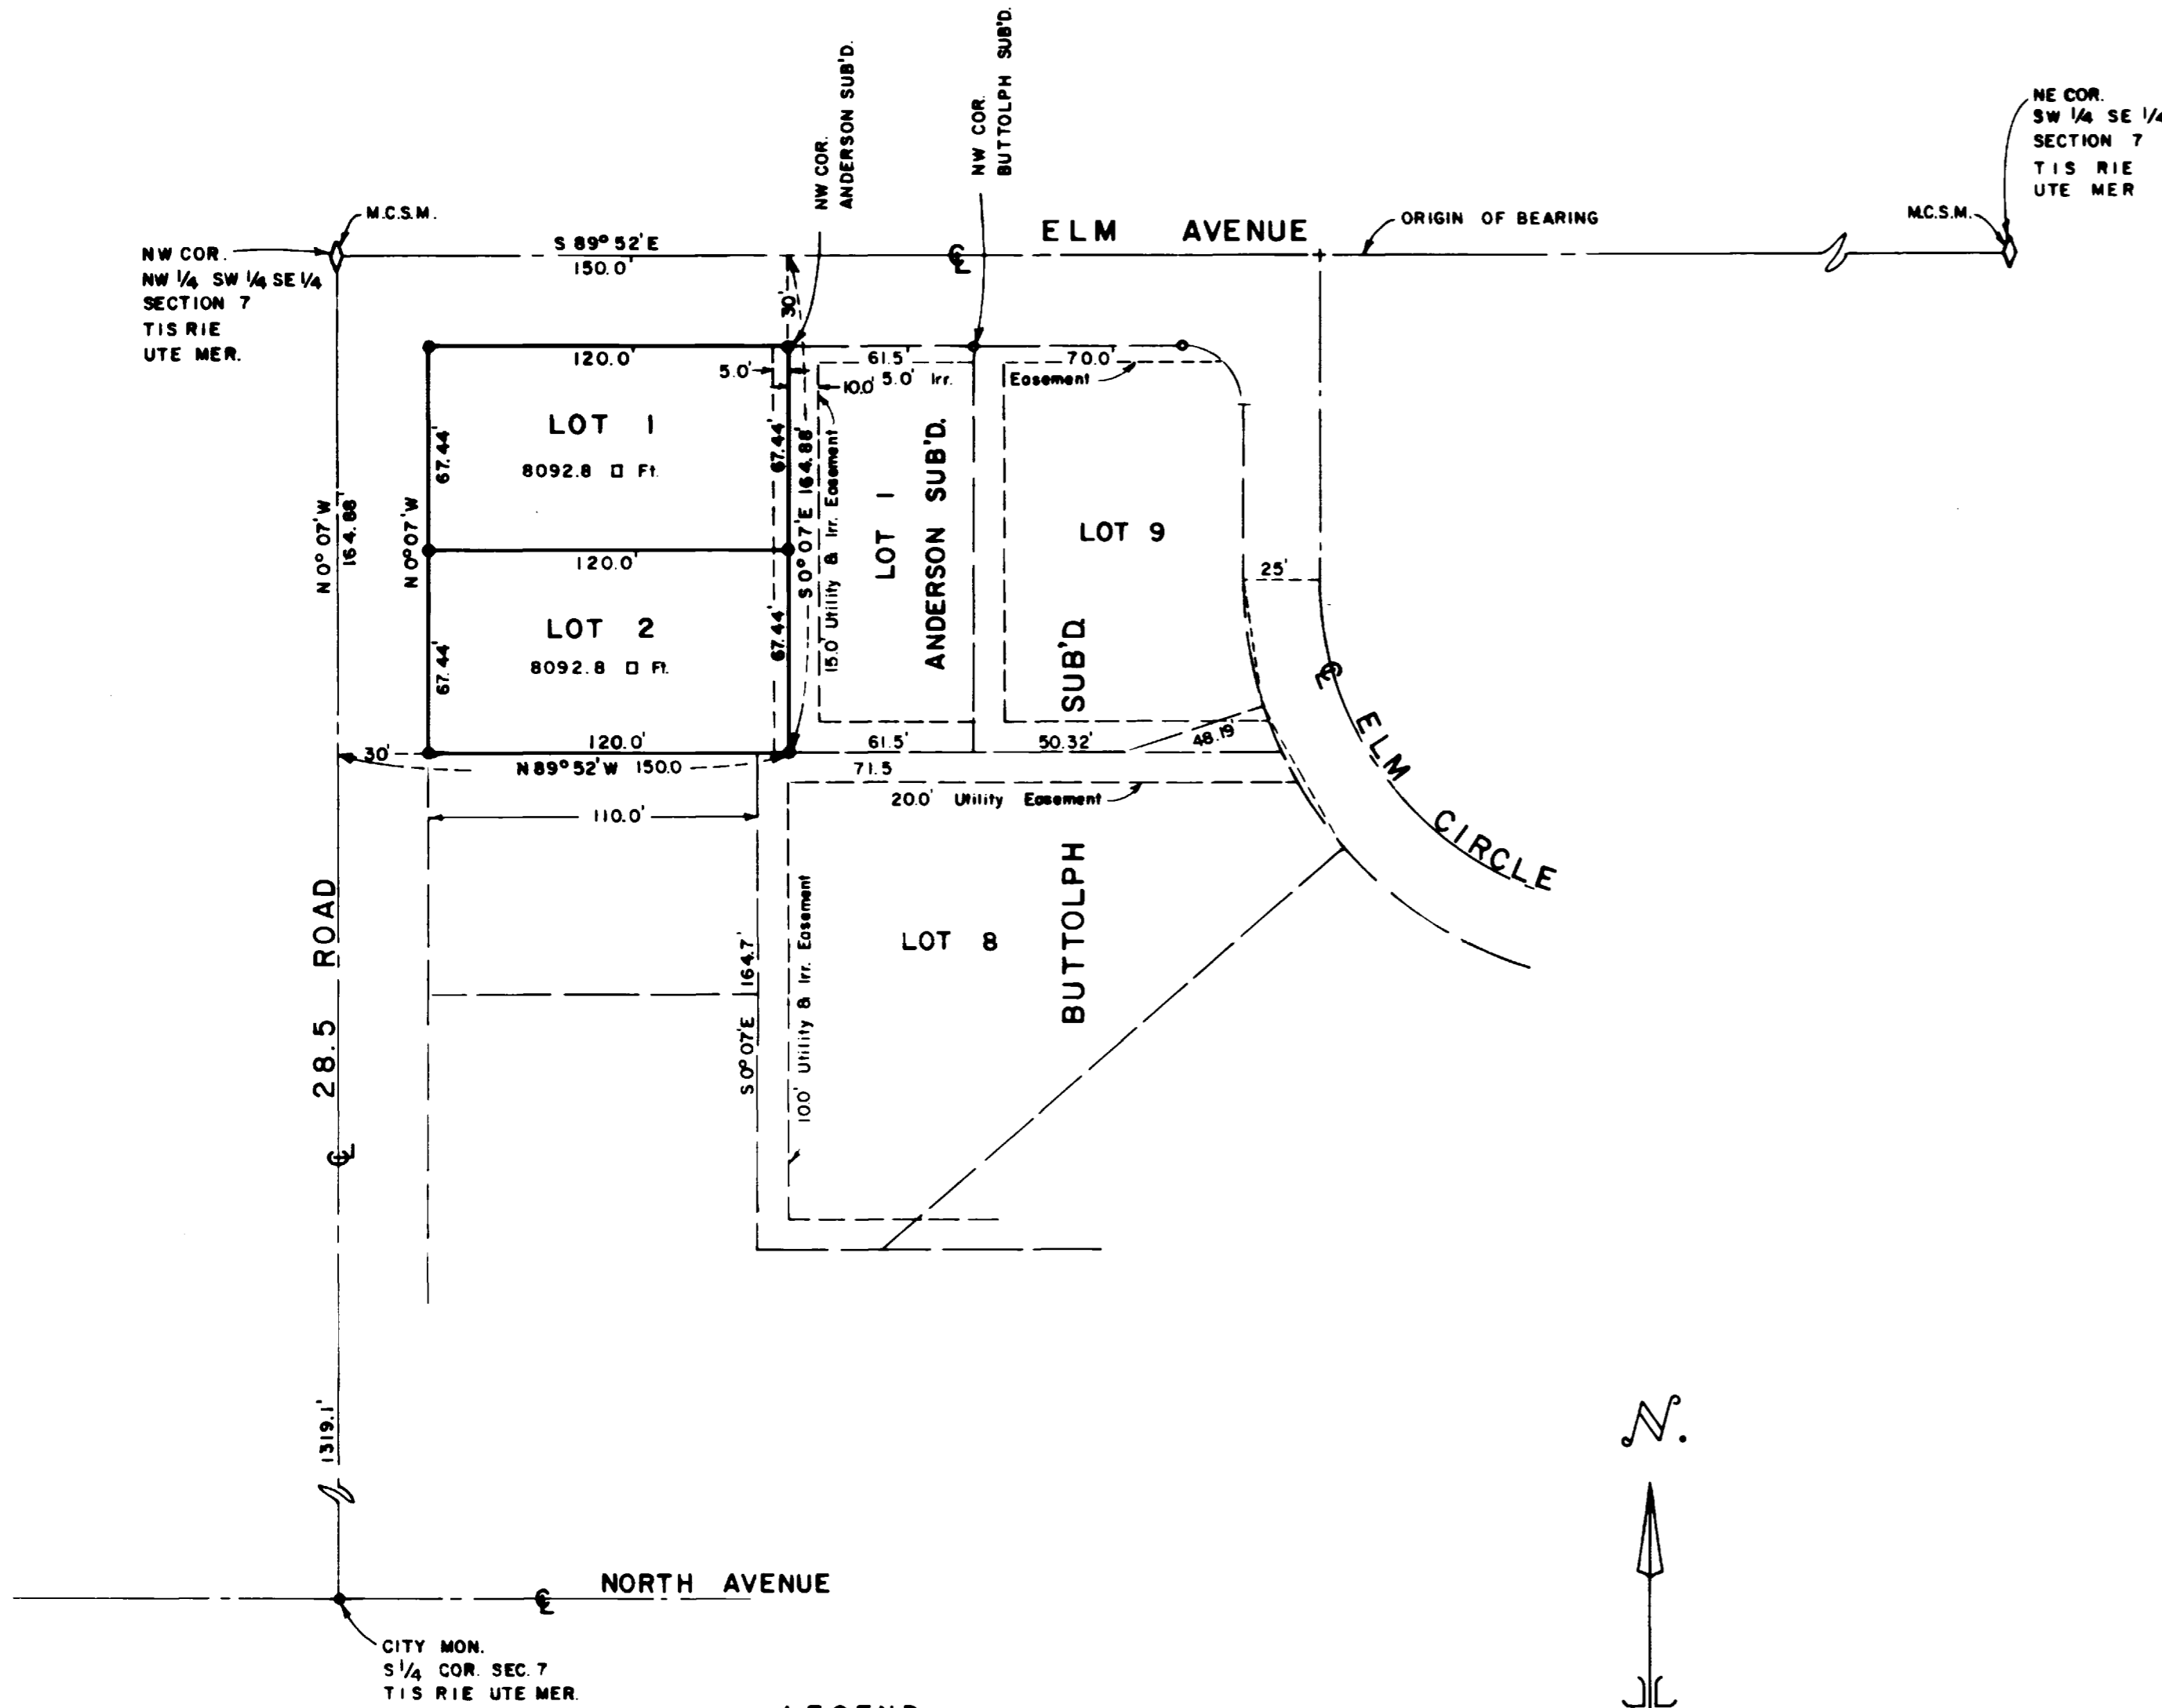 NW COR.
ANDERSON SUB'D.
NW COR.
BUTTOLPH SUB'D.
NE COR.
SW 1/4 SE 1/4
SECTION 7
T1S R1E
UTE MER
M.C.S.M.
M.C.S.M.
NW COR.
NW 1/4 SW 1/4 SE 1/4
SECTION 7
T1S R1E
UTE MER.
S 89° 52' E
150.0'
ELM AVENUE
ORIGIN OF BEARING
30'
120.0'
61.5'
70.0'
5.0'
10.0'
5.0' Irr.
Easement
LOT 1
8092.8 □ Ft.
67.44'
67.44'
N 0° 07' W
164.88'
N 0° 07' W
S 0° 07' E 164.88'
15.0' Utility & Irr. Easement
LOT 1
ANDERSON SUB'D.
LOT 9
120.0'
25'
LOT 2
8092.8 □ Ft.
67.44'
67.44'
SUB'D.
ELM CIRCLE
120.0'
61.5'
50.32'
48.19'
30'
N 89° 52' W 150.0
71.5
20.0' Utility Easement
110.0'
28.5 ROAD
S 0° 07' E 164.7'
10.0' Utility & Irr. Easement
LOT 8
BUTTOLPH
1319.1'
N.
NORTH AVENUE
CITY MON.
S 1/4 COR. SEC. 7
T1S R1E UTE MER.
LEGEND